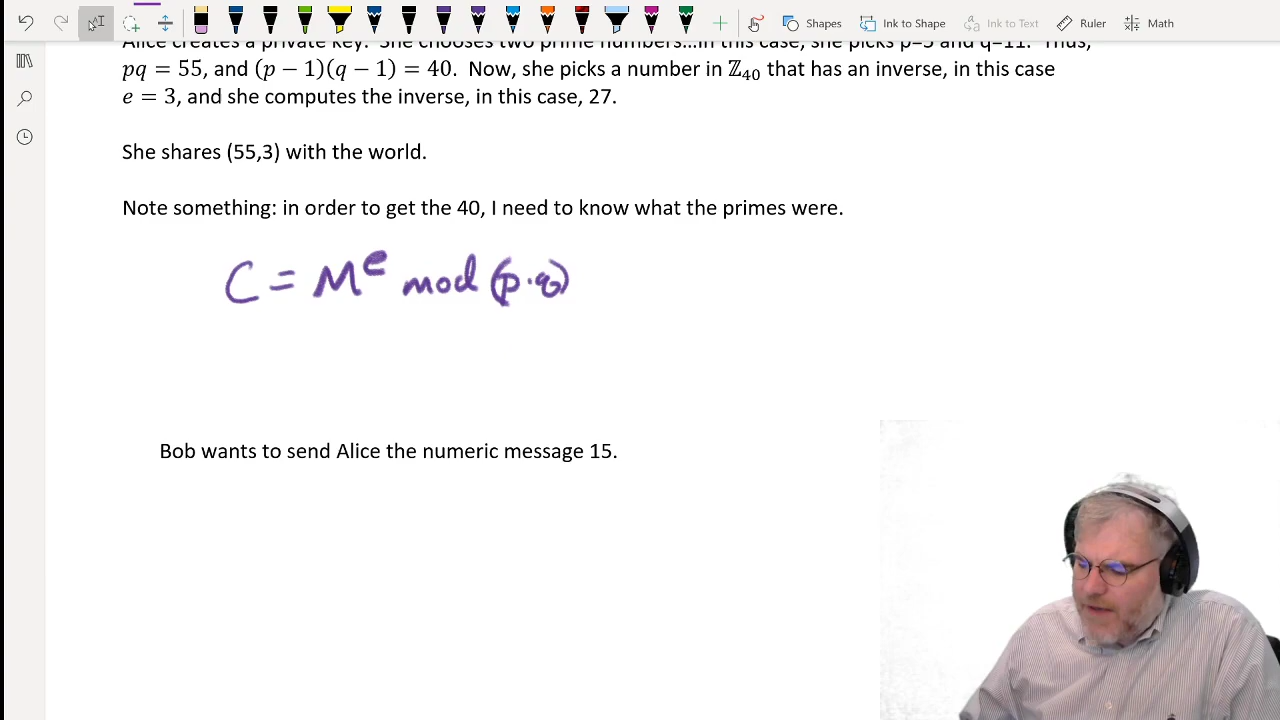 Shapes Ink to Shape Ink to Text Ruler Math
Alice creates a private key. She chooses two prime numbers...in this case, she picks p=5 and q=11. Thus,
pq = 55, and (p − 1)(q − 1) = 40. Now, she picks a number in ℤ₄₀ that has an inverse, in this case
e = 3, and she computes the inverse, in this case, 27.
She shares (55,3) with the world.
Note something: in order to get the 40, I need to know what the primes were.
C = Mᵉ mod (p·q)
Bob wants to send Alice the numeric message 15.